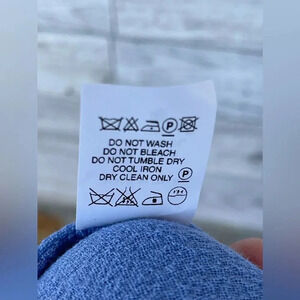 P
DO NOT WASH
DO NOT BLEACH
DO NOT TUMBLE DRY
COOL IRON
DRY CLEAN ONLY P